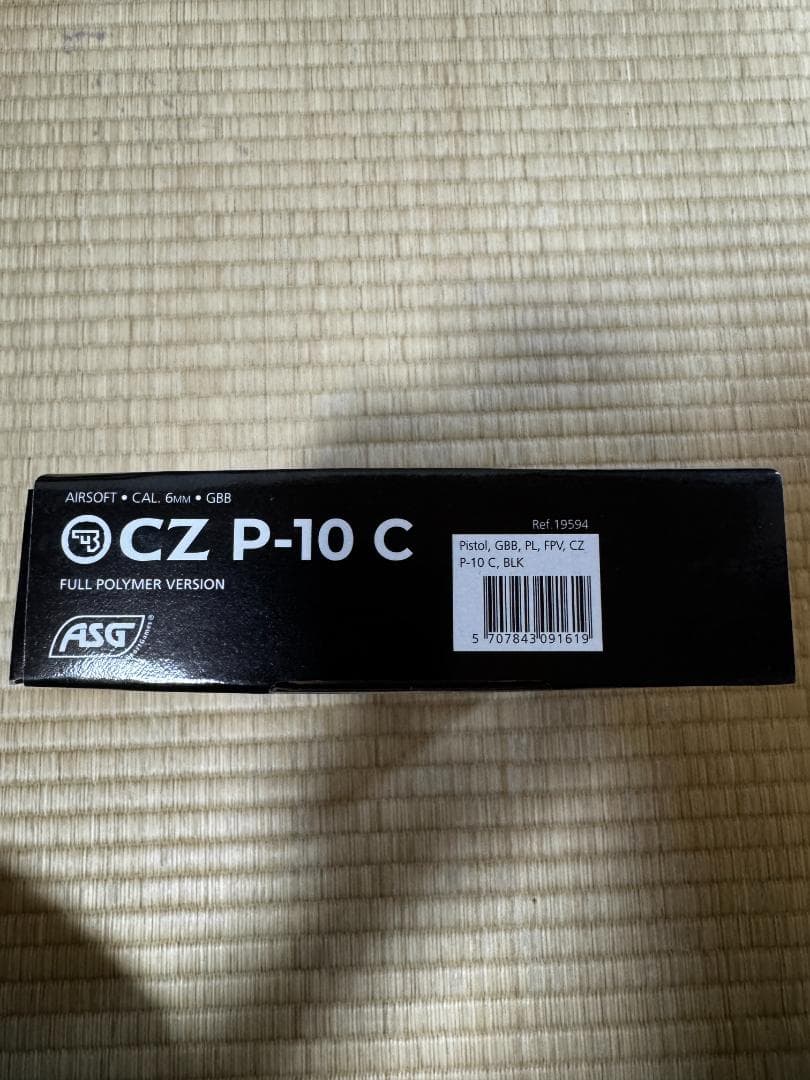 AIRSOFT • CAL. 6MM • GBB
CZ P-10 C
FULL POLYMER VERSION
ASG®
Ref.19594
Pistol, GBB, PL, FPV, CZ
P-10 C, BLK
5 707843 091619